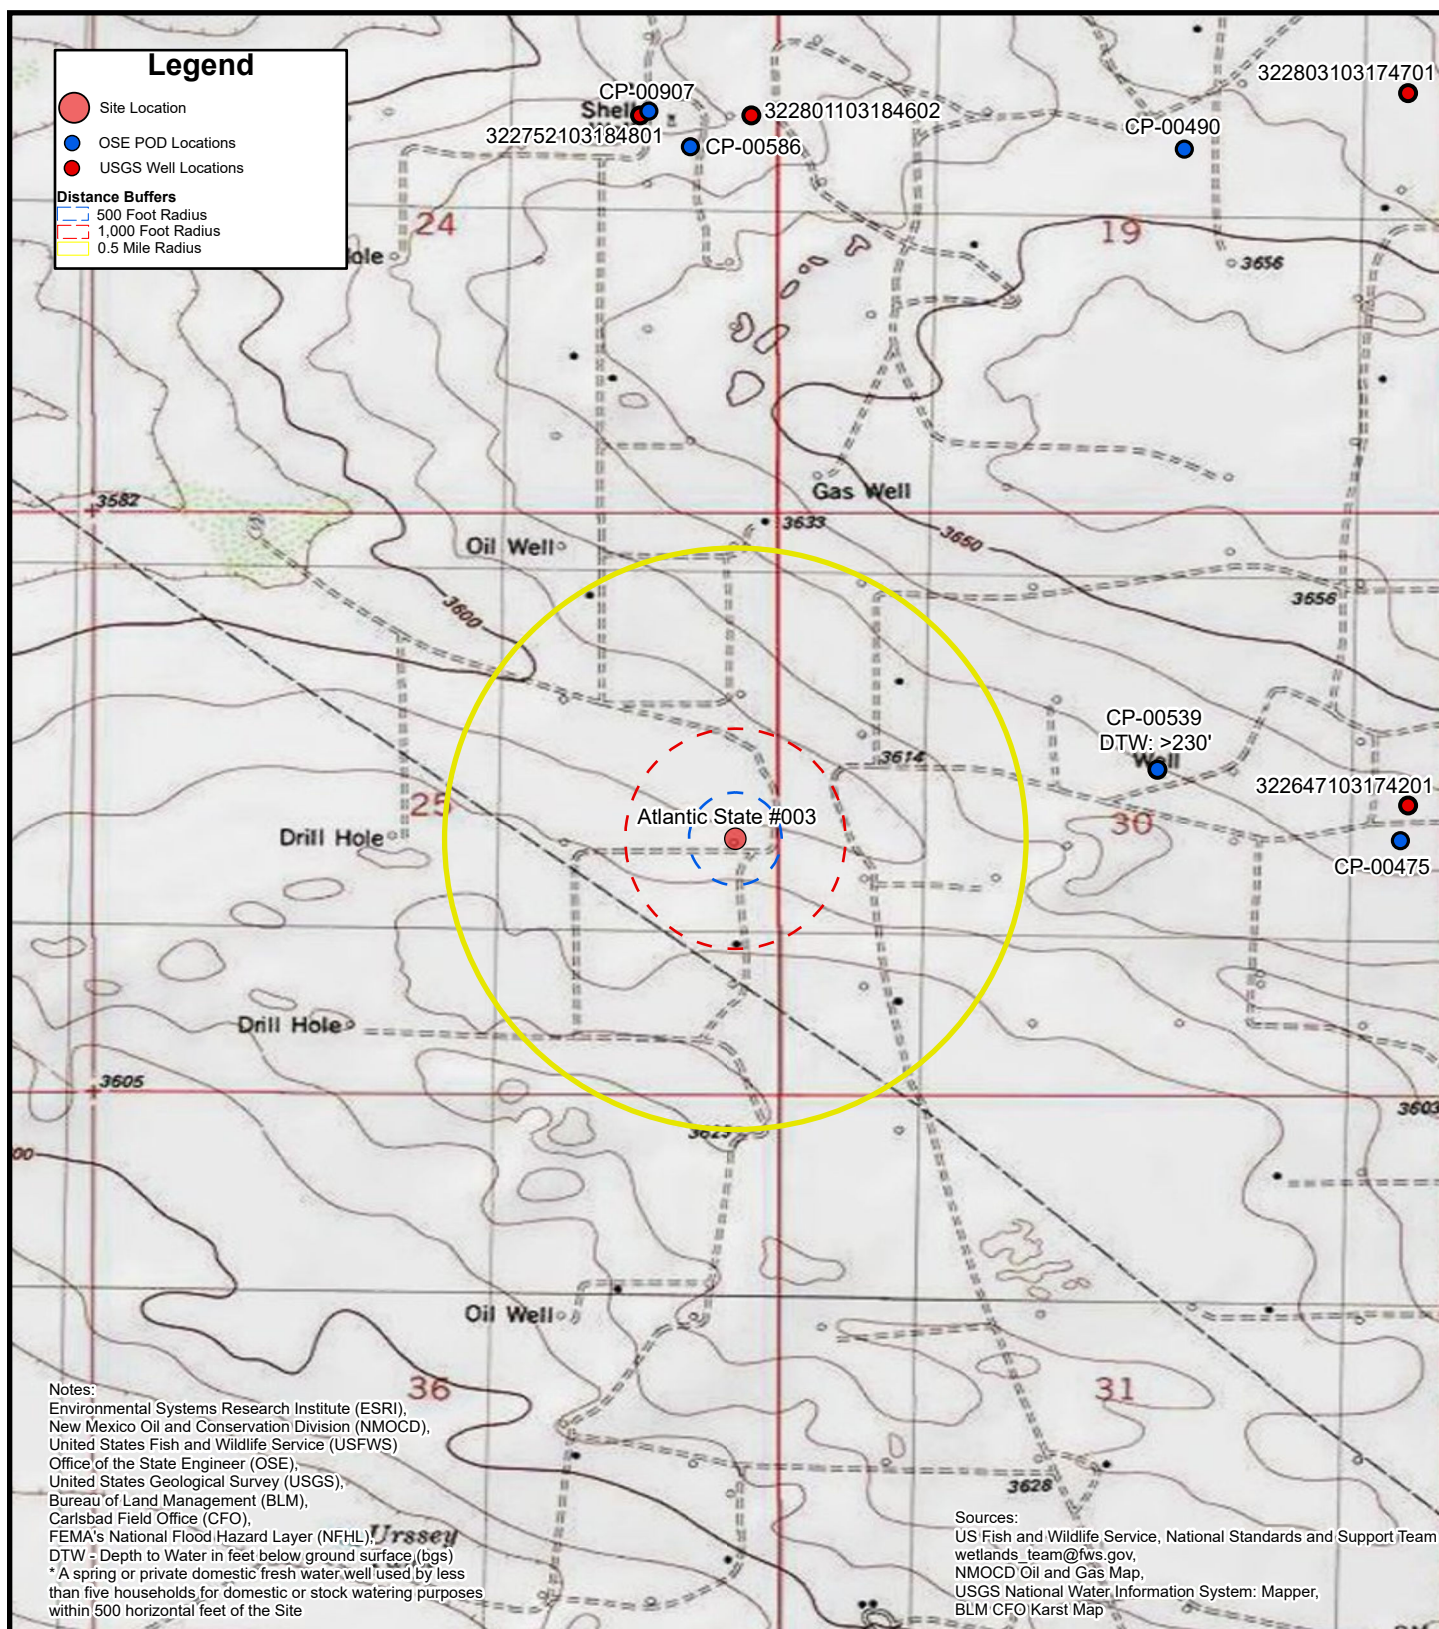 Legend
Site Location
OSE POD Locations
USGS Well Locations
Distance Buffers
500 Foot Radius
1,000 Foot Radius
0.5 Mile Radius
CP-00907
322752103184801
322801103184602
CP-00586
CP-00490
322803103174701
24
19
3656
Gas Well
3582
3633
3650
Oil Well
3600
3656
CP-00539
DTW: >230'
Well
3614
322647103174201
25
Atlantic State #003
30
Drill Hole
CP-00475
Drill Hole
3605
3603
Oil Well
36
31
3628
Urssey
Notes:
Environmental Systems Research Institute (ESRI),
New Mexico Oil and Conservation Division (NMOCD),
United States Fish and Wildlife Service (USFWS)
Office of the State Engineer (OSE),
United States Geological Survey (USGS),
Bureau of Land Management (BLM),
Carlsbad Field Office (CFO),
FEMA's National Flood Hazard Layer (NFHL),
DTW - Depth to Water in feet below ground surface (bgs)
* A spring or private domestic fresh water well used by less
than five households for domestic or stock watering purposes
within 500 horizontal feet of the Site
Sources:
US Fish and Wildlife Service, National Standards and Support Team
wetlands_team@fws.gov,
NMOCD Oil and Gas Map,
USGS National Water Information System: Mapper,
BLM CFO Karst Map